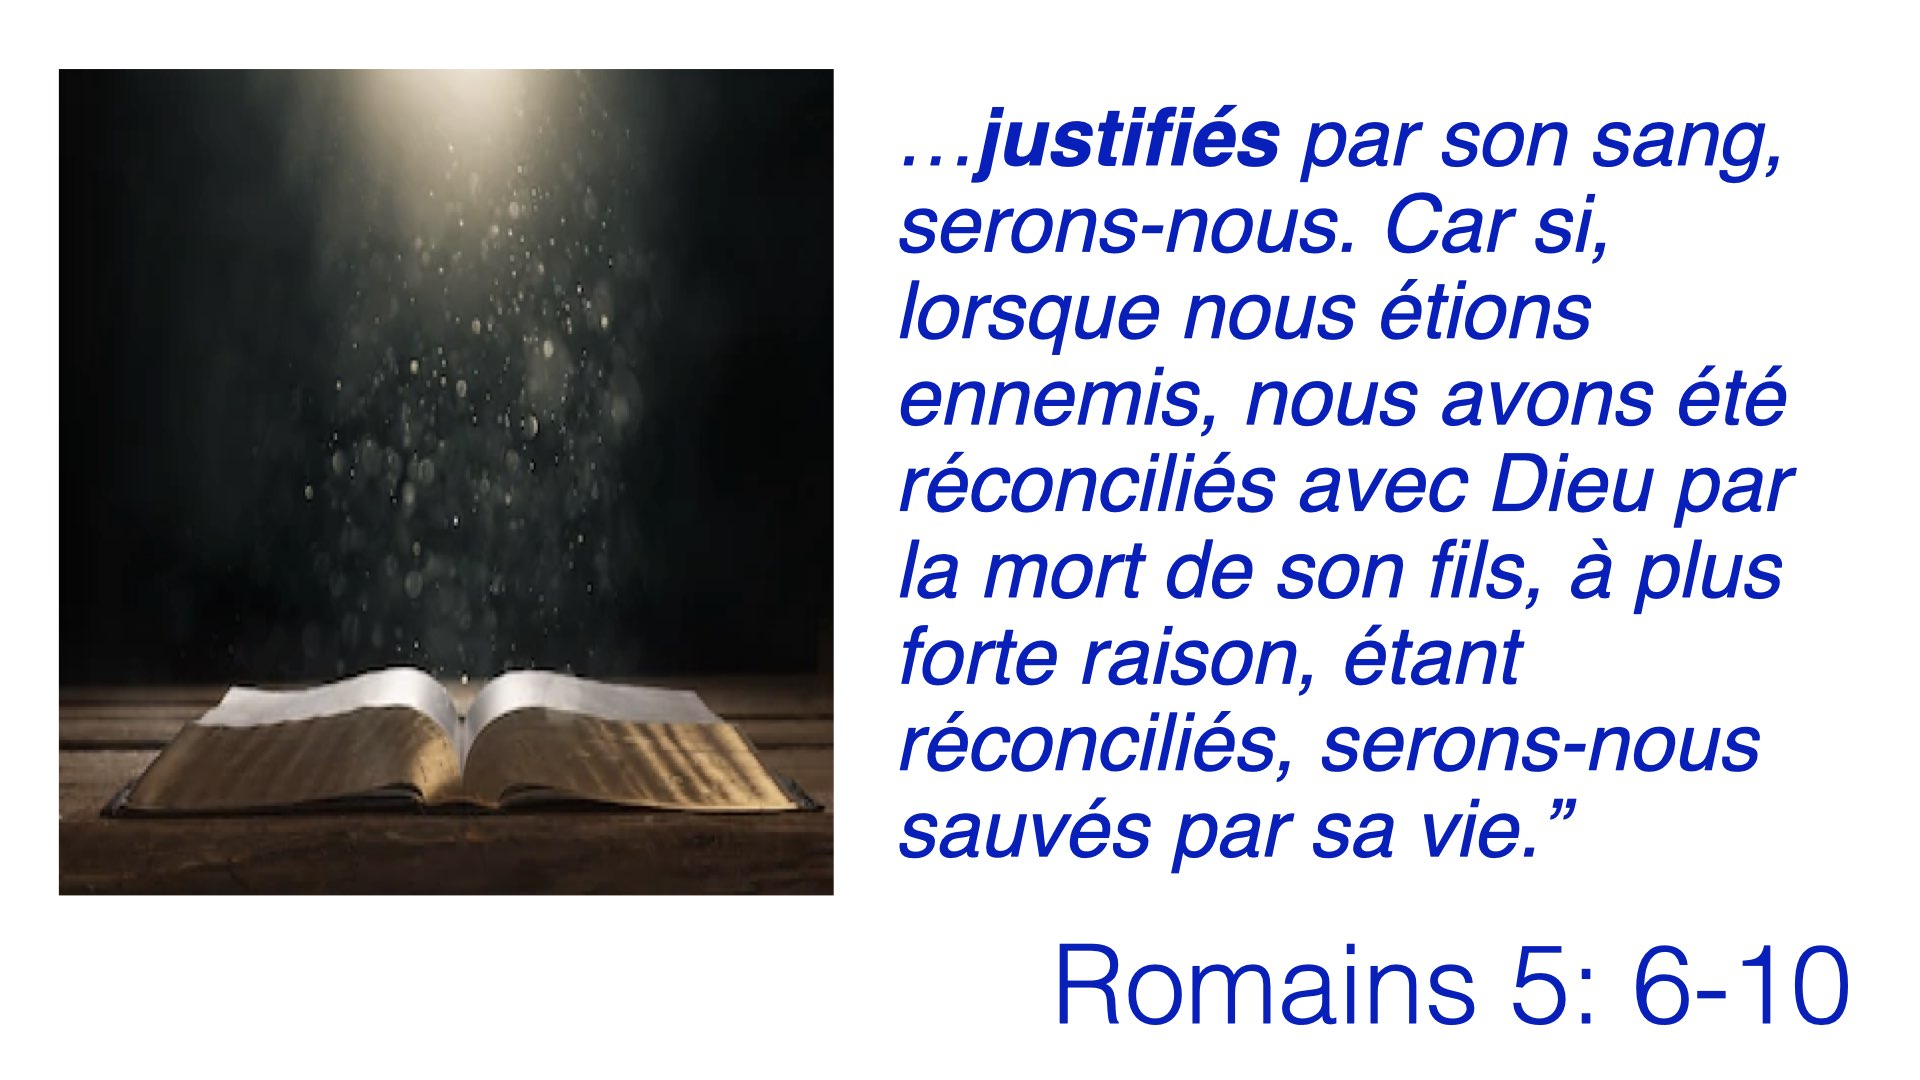 …justifiés par son sang,
serons-nous. Car si,
lorsque nous étions
ennemis, nous avons été
réconciliés avec Dieu par
la mort de son fils, à plus
forte raison, étant
réconciliés, serons-nous
sauvés par sa vie.”
Romains 5: 6-10